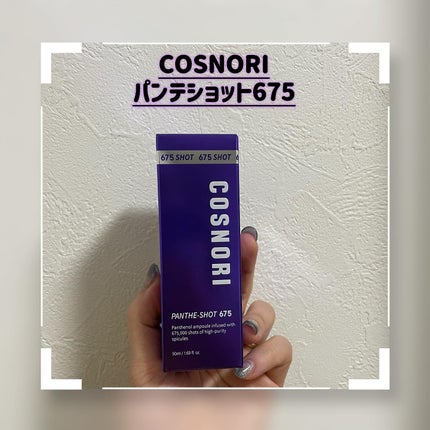 COSNORI
パンテショット675
675 SHOT 675 SHOT 6
COSNORI
PANTHE-SHOT 675
Panthenol ampoule infused with
675,000 shots of high-purity
spicules
50ml / 1.69 fl. oz.